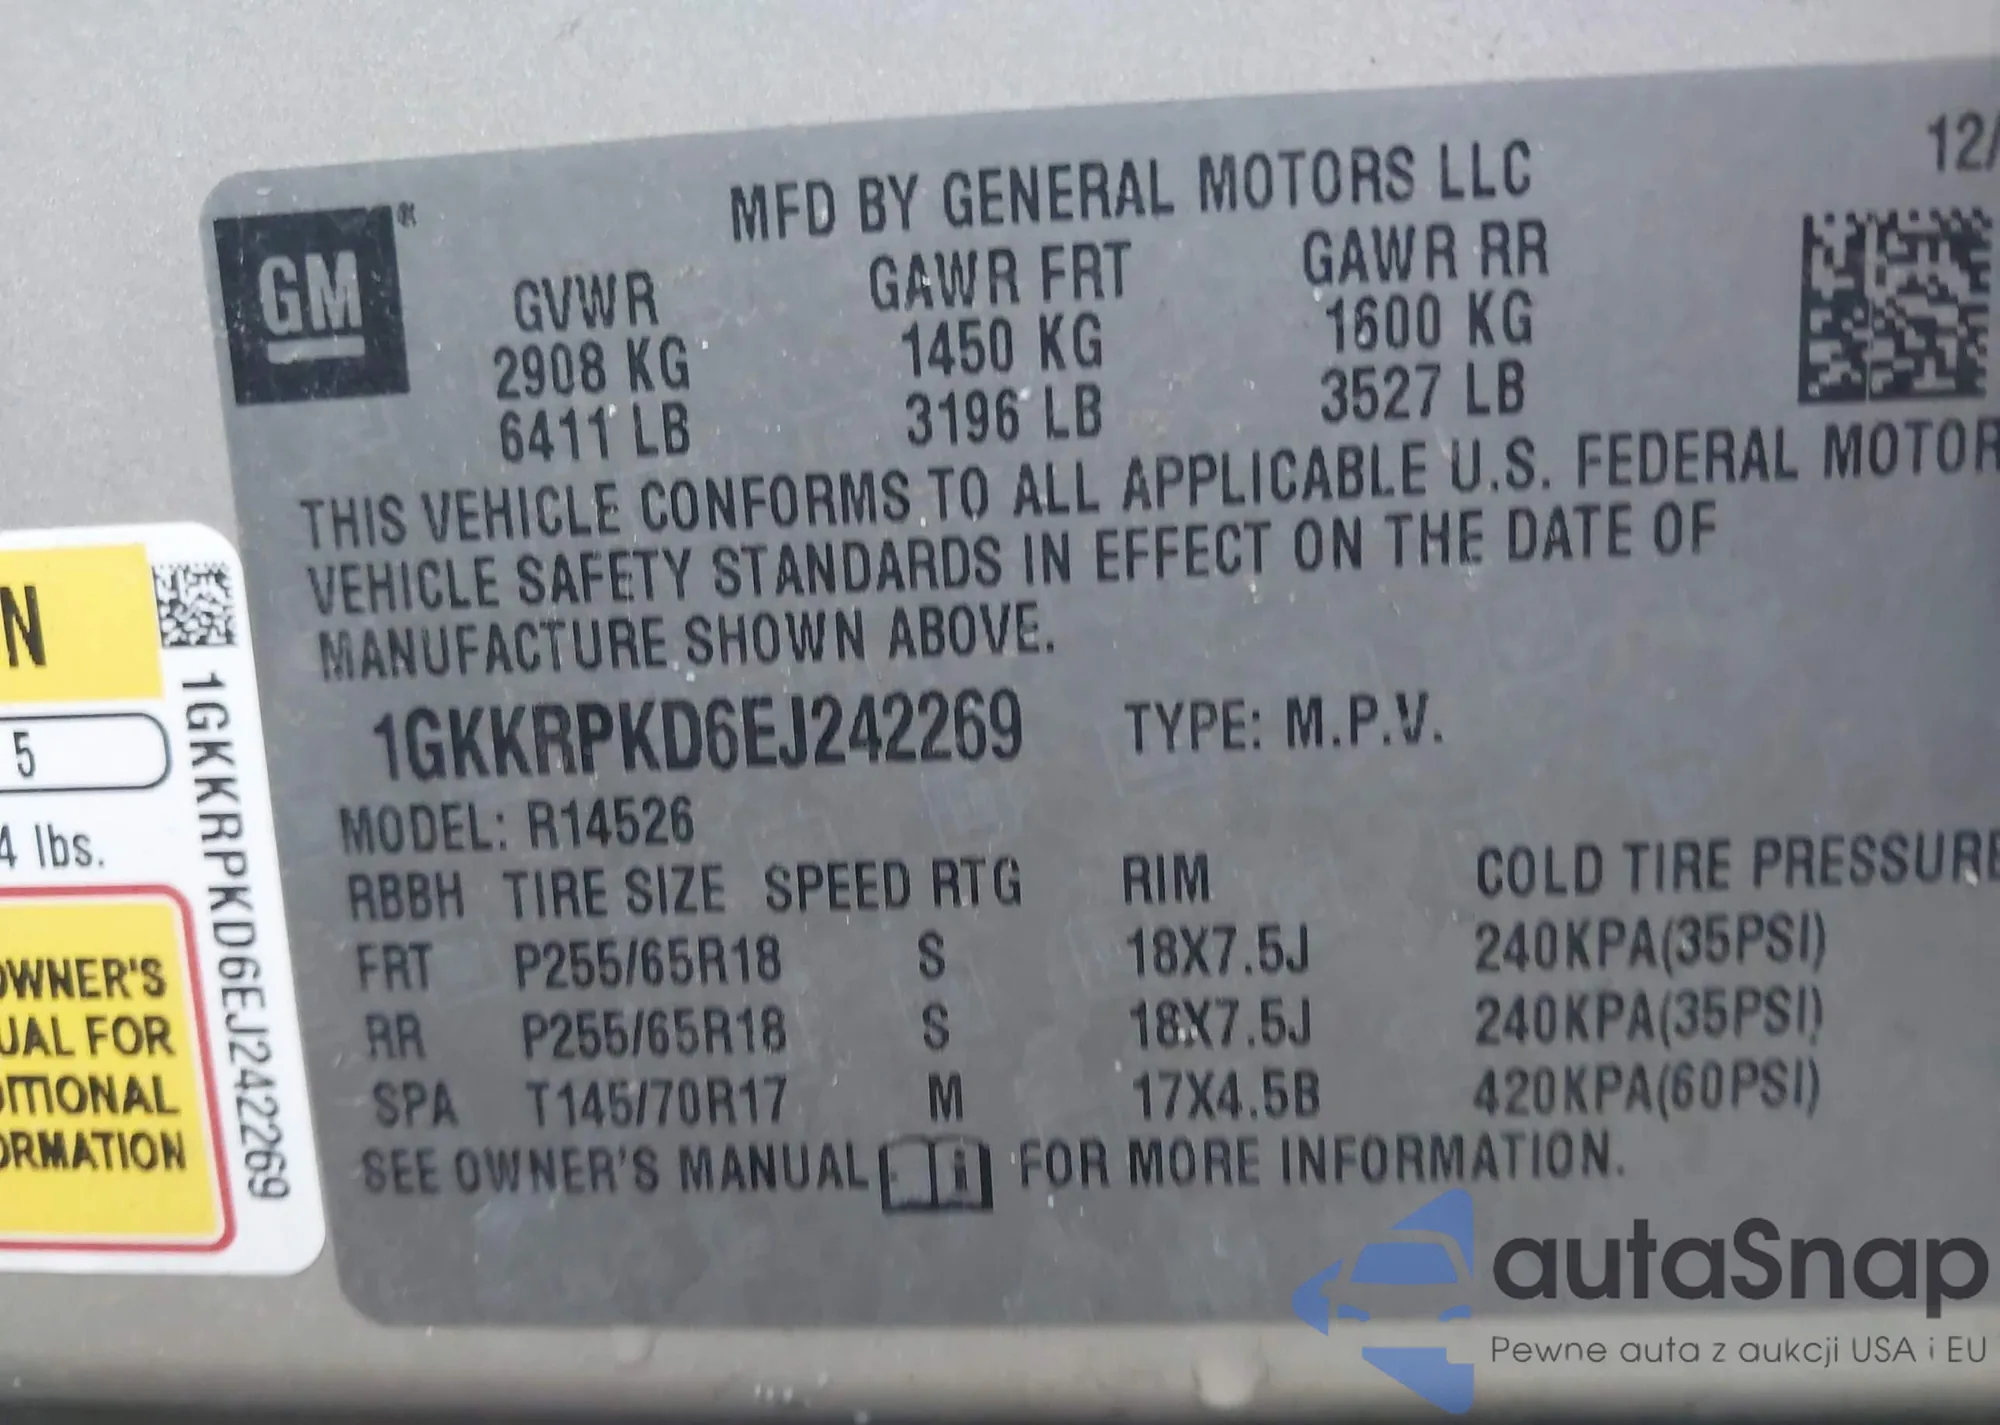 12/
MFD BY GENERAL MOTORS LLC
GM
GVWR GAWR FRT GAWR RR
2908 KG 1450 KG 1600 KG
6411 LB 3196 LB 3527 LB
THIS VEHICLE CONFORMS TO ALL APPLICABLE U.S. FEDERAL MOTOR
VEHICLE SAFETY STANDARDS IN EFFECT ON THE DATE OF
MANUFACTURE SHOWN ABOVE.
1GKKRPKD6EJ242269 TYPE: M.P.V.
MODEL: R14526
RBBH TIRE SIZE SPEED RTG RIM COLD TIRE PRESSURE
FRT P255/65R18 S 18X7.5J 240KPA(35PSI)
RR P255/65R18 S 18X7.5J 240KPA(35PSI)
SPA T145/70R17 M 17X4.5B 420KPA(60PSI)
SEE OWNER'S MANUAL i FOR MORE INFORMATION.
N
5
4 lbs.
OWNER'S
UAL FOR
DITIONAL
ORMATION
1GKKRPKD6EJ242269
autaSnap
Pewne auta z aukcji USA i EU